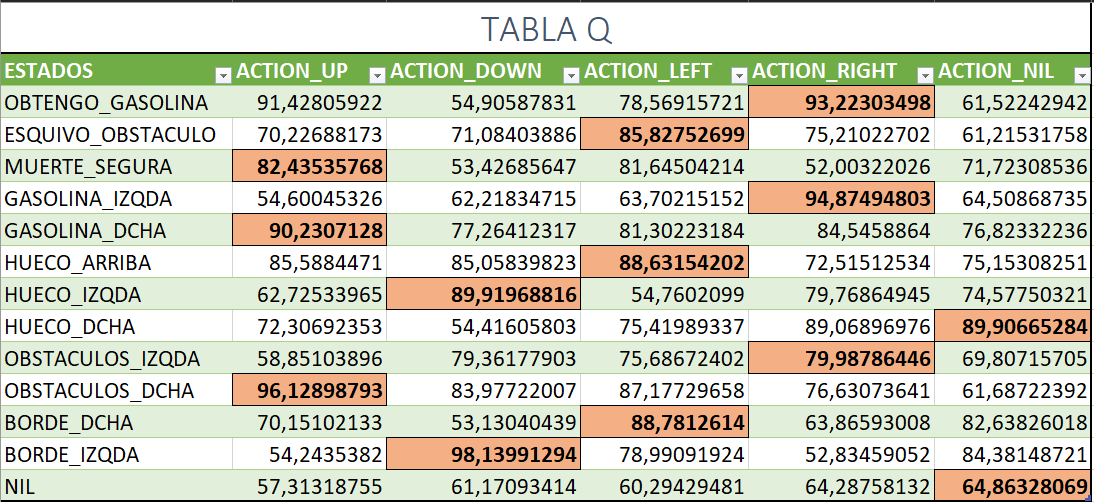 TABLA Q
ESTADOS ACTION_UP ACTION_DOWN ACTION_LEFT ACTION_RIGHT ACTION_NIL
OBTENGO_GASOLINA 91,42805922 54,90587831 78,56915721 93,22303498 61,52242942
ESQUIVO_OBSTACULO 70,22688173 71,08403886 85,82752699 75,21022702 61,21531758
MUERTE_SEGURA 82,43535768 53,42685647 81,64504214 52,00322026 71,72308536
GASOLINA_IZQDA 54,60045326 62,21834715 63,70215152 94,87494803 64,50868735
GASOLINA_DCHA 90,2307128 77,26412317 81,30223184 84,5458864 76,82332236
HUECO_ARRIBA 85,5884471 85,05839823 88,63154202 72,51512534 75,15308251
HUECO_IZQDA 62,72533965 89,91968816 54,7602099 79,76864945 74,57750321
HUECO_DCHA 72,30692353 54,41605803 75,41989337 89,06896976 89,90665284
OBSTACULOS_IZQDA 58,85103896 79,36177903 75,68672402 79,98786446 69,80715705
OBSTACULOS_DCHA 96,12898793 83,97722007 87,17729658 76,63073641 61,68722392
BORDE_DCHA 70,15102133 53,13040439 88,7812614 63,86593008 82,63826018
BORDE_IZQDA 54,2435382 98,13991294 78,99091924 52,83459052 84,38148721
NIL 57,31318755 61,17093414 60,29429481 64,28758132 64,86328069